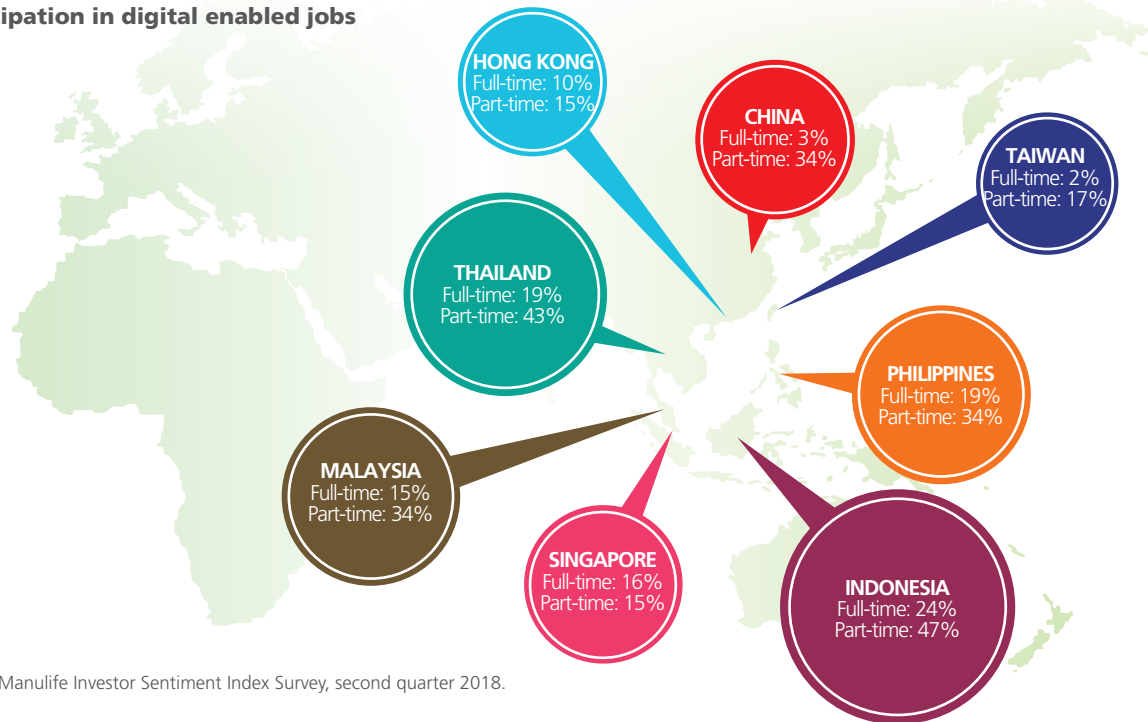 ipation in digital enabled jobs
HONG KONG
Full-time: 10%
Part-time: 15%
CHINA
Full-time: 3%
Part-time: 34%
TAIWAN
Full-time: 2%
Part-time: 17%
THAILAND
Full-time: 19%
Part-time: 43%
PHILIPPINES
Full-time: 19%
Part-time: 34%
MALAYSIA
Full-time: 15%
Part-time: 34%
SINGAPORE
Full-time: 16%
Part-time: 15%
INDONESIA
Full-time: 24%
Part-time: 47%
Manulife Investor Sentiment Index Survey, second quarter 2018.